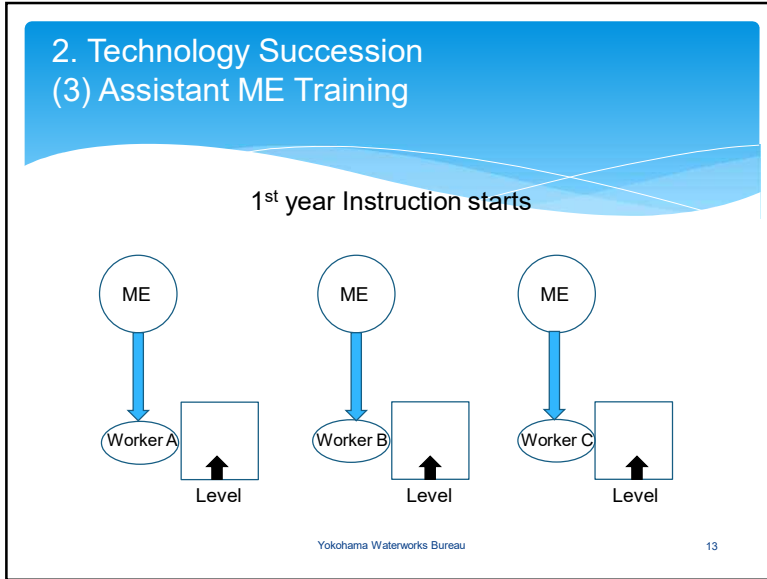 2. Technology Succession
(3) Assistant ME Training
1st year Instruction starts
ME
ME
ME
Worker A
Worker B
Worker C
Level
Level
Level
Yokohama Waterworks Bureau
13